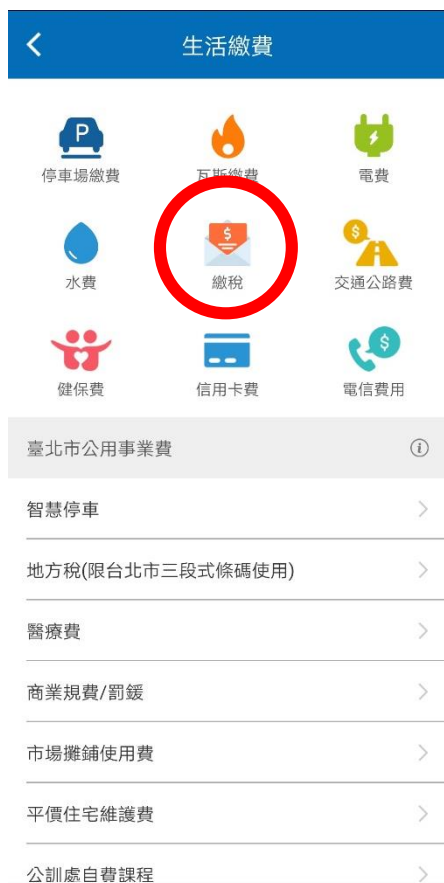 生活繳費
P
停車場繳費
瓦斯繳費
電費
水費
$
繳稅
$
交通公路費
健保費
信用卡費
$
電信費用
臺北市公用事業費
i
智慧停車
地方稅(限台北市三段式條碼使用)
醫療費
商業規費/罰鍰
市場攤鋪使用費
平價住宅維護費
公訓處自費課程